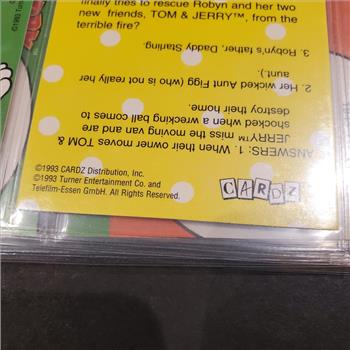 finally tries to rescue Robyn and her two
new friends, TOM & JERRY™, from the
terrible fire?
ANSWERS: 1. When their owner moves TOM &
JERRY™ miss the moving van and are
shocked when a wrecking ball comes to
destroy their home.
2. Her wicked Aunt Figg (who is not really her
aunt.).
3. Robyn's father, Daddy Starling.
©1993 CARDZ Distribution, Inc.
©1993 Turner Entertainment Co. and
Telefilm-Essen GmbH. All Rights Reserved.
CARDZ